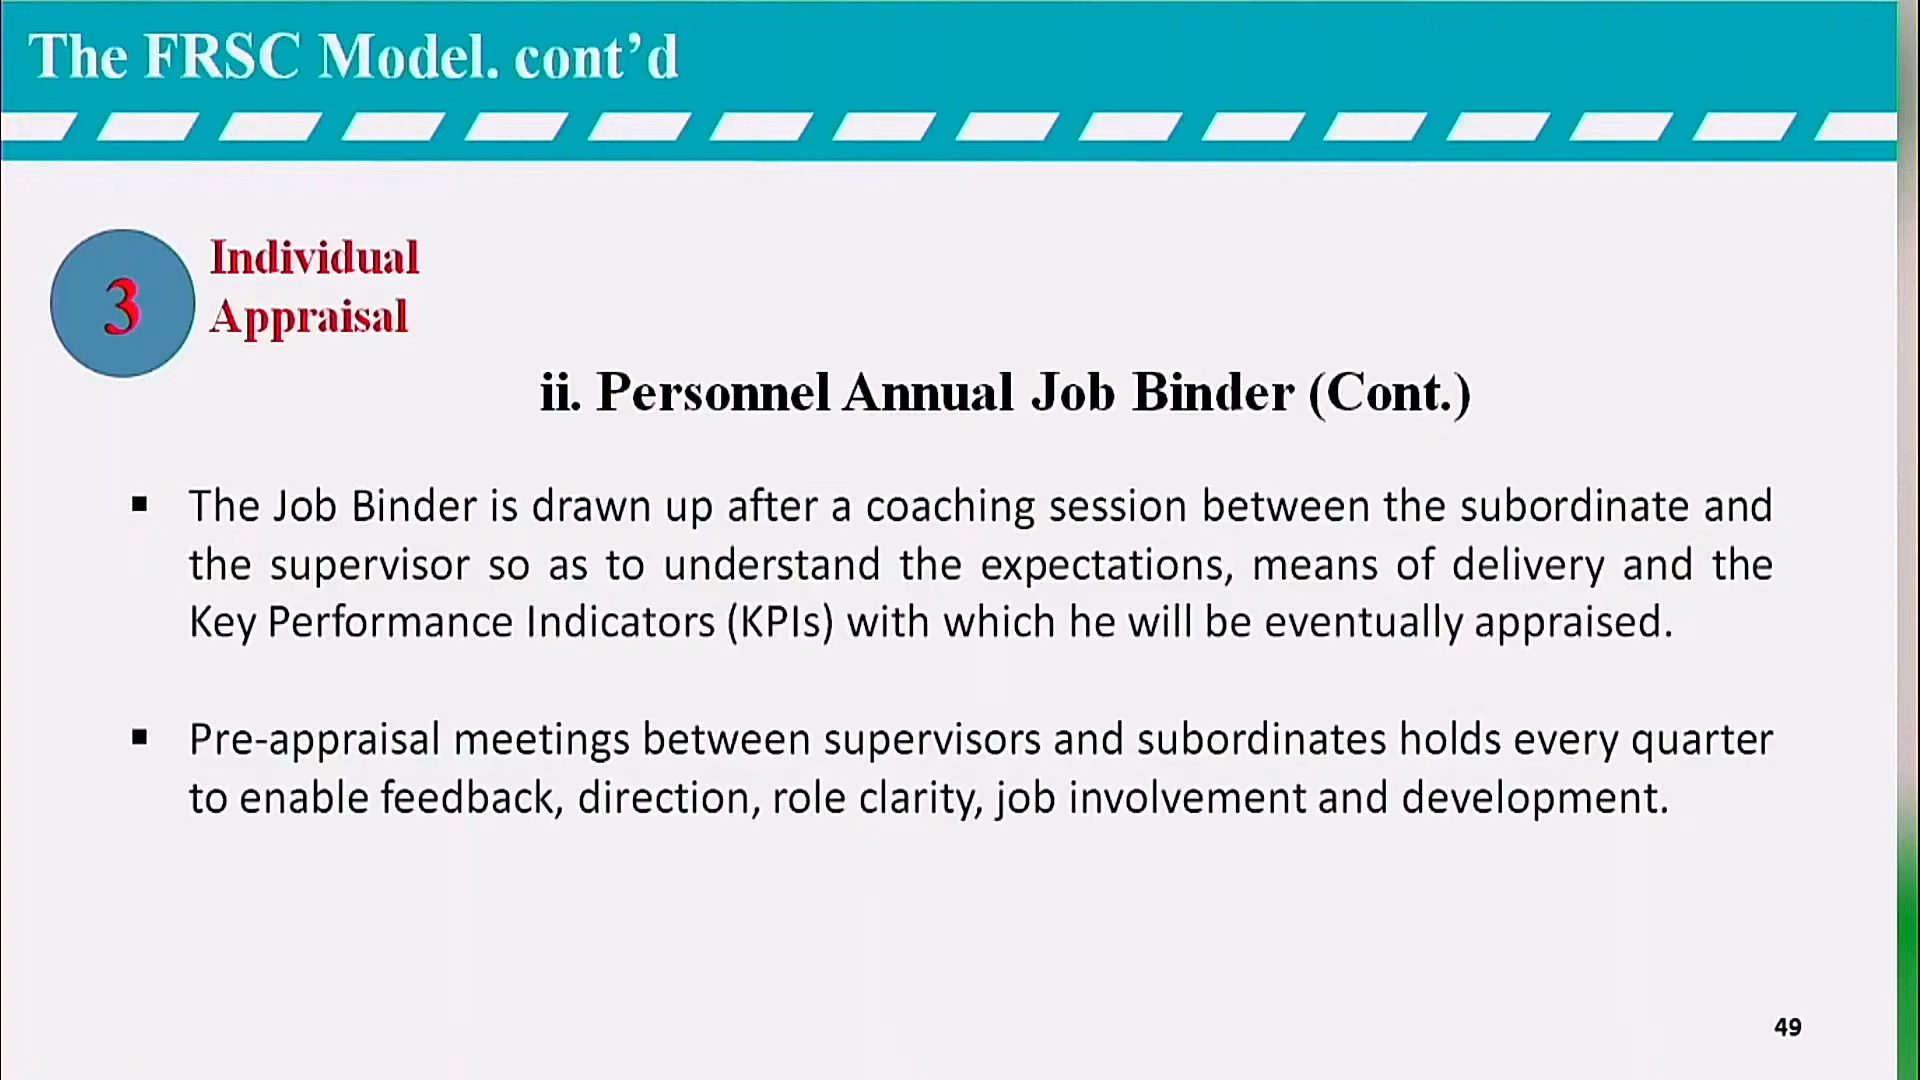 The FRSC Model. cont’d
3
Individual
Appraisal
ii. Personnel Annual Job Binder (Cont.)
▪ The Job Binder is drawn up after a coaching session between the subordinate and
the supervisor so as to understand the expectations, means of delivery and the
Key Performance Indicators (KPIs) with which he will be eventually appraised.
▪ Pre-appraisal meetings between supervisors and subordinates holds every quarter
to enable feedback, direction, role clarity, job involvement and development.
49